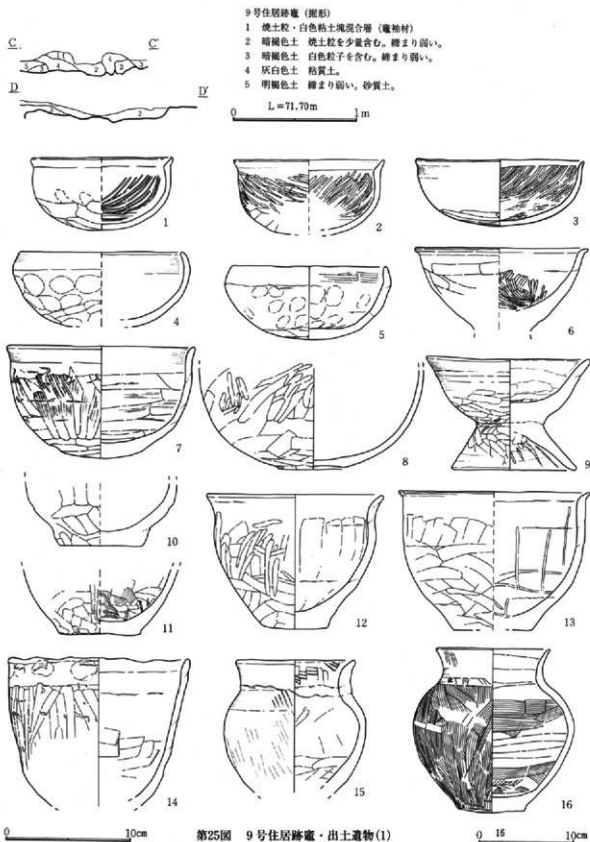 9号住居跡竈 (掘形)
1 焼土粒・白色粘土塊混合層 (竈袖材)
2 暗褐色土 焼土粒を少量含む。締まり弱い。
3 暗褐色土 白色粒子を含む。締まり弱い。
4 灰白色土 粘質土。
5 明褐色土 締まり弱い。砂質土。
C C'
D D'
L=71.70m
0 1m
1
2
3
4
5
6
7
8
9
10
11
12
13
14
15
16
0 10cm
第25図 9号住居跡竈・出土遺物(1)
0 16 10cm